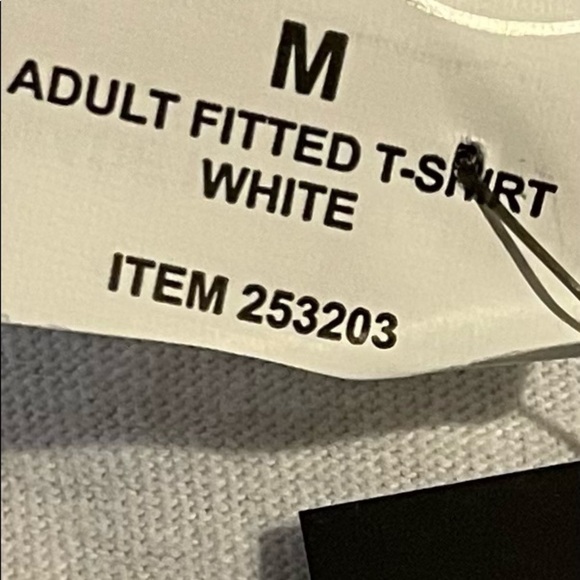 M
ADULT FITTED T-SHIRT
WHITE
ITEM 253203